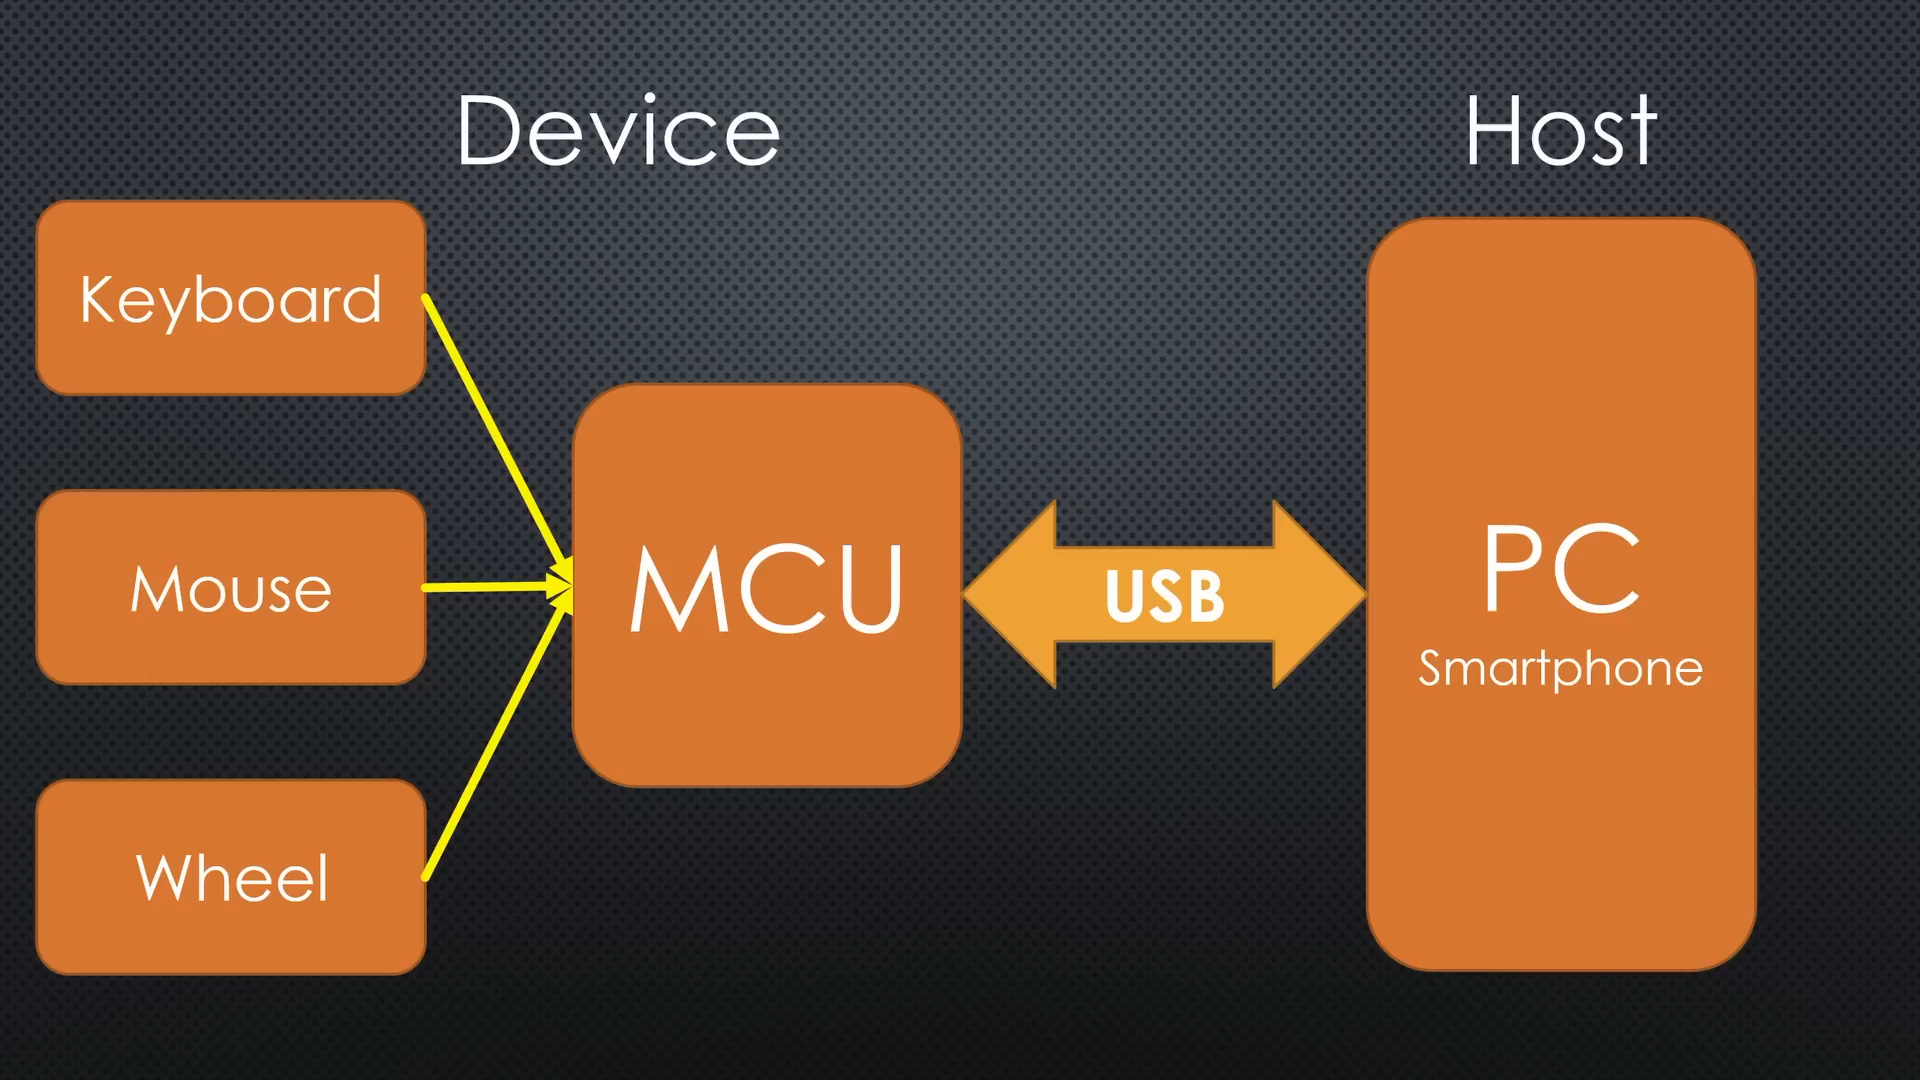 Device
Host
Keyboard
Mouse
Wheel
MCU
USB
PC
Smartphone